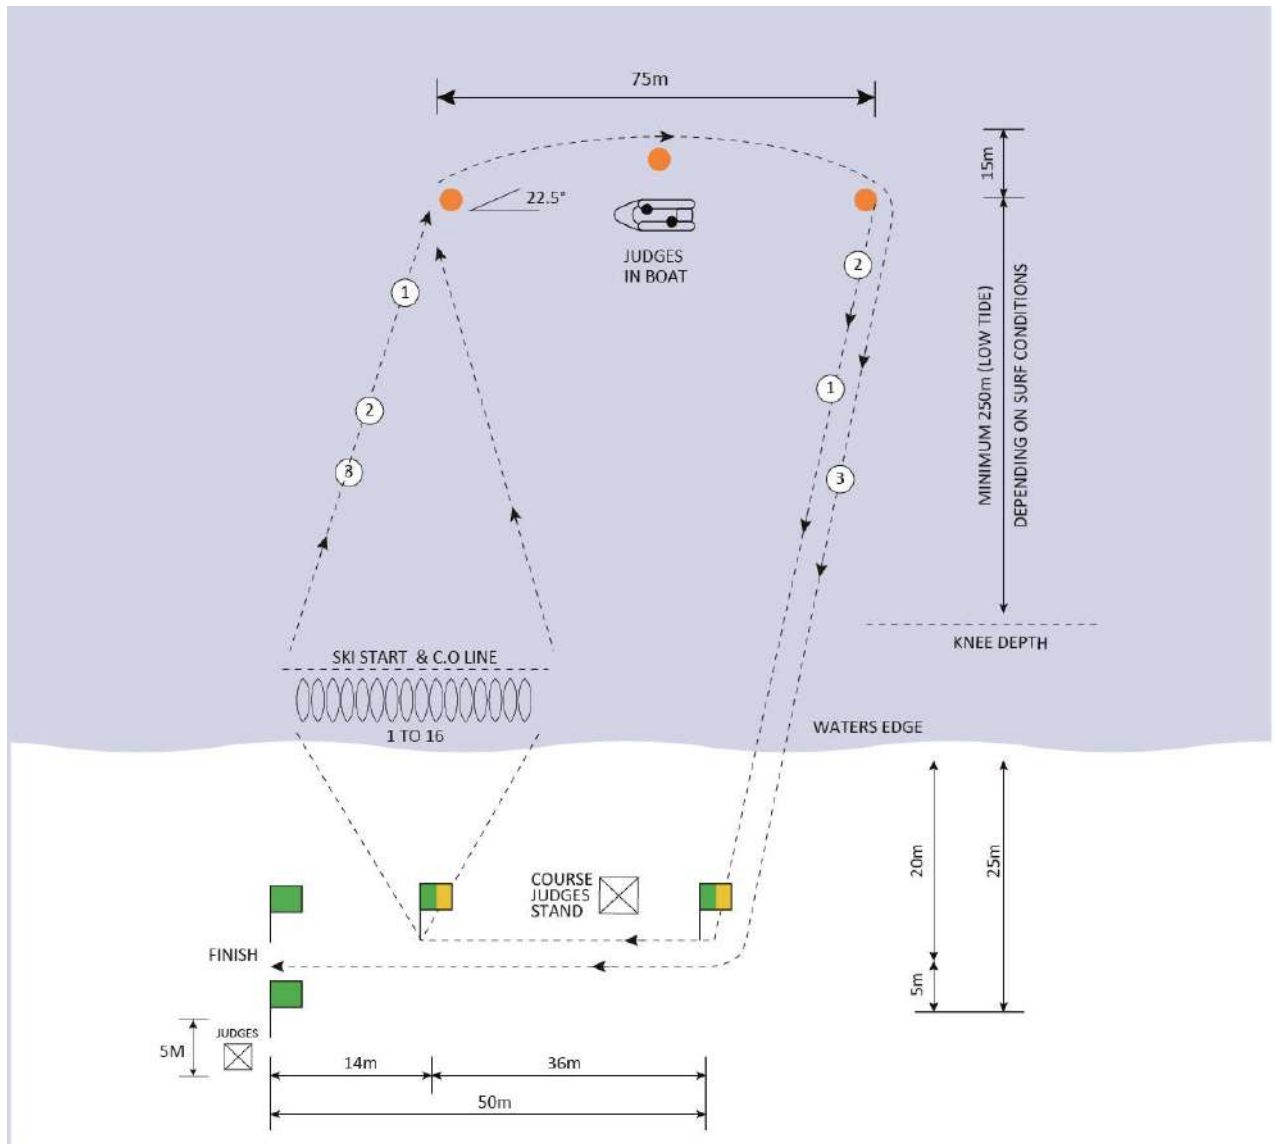 75m
15m
22.5°
JUDGES
IN BOAT
1
2
2
1
3
3
MINIMUM 250m (LOW TIDE)
DEPENDING ON SURF CONDITIONS
KNEE DEPTH
SKI START & C.O LINE
1 TO 16
WATERS EDGE
COURSE
JUDGES
STAND
20m
25m
5m
FINISH
JUDGES
5M
14m
36m
50m